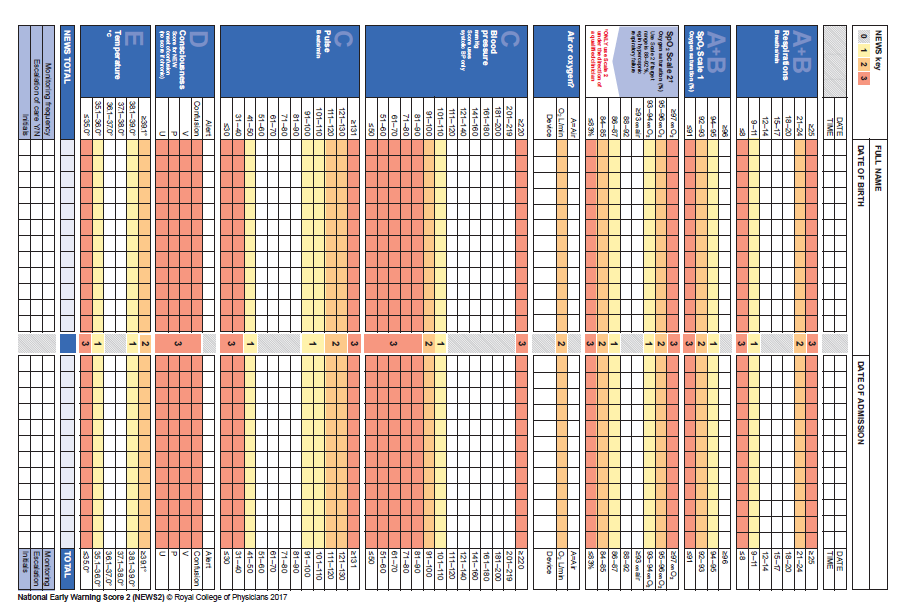 NEWS key
0 1 2 3
FULL NAME
DATE OF BIRTH
DATE OF ADMISSION
DATE
TIME
DATE
TIME
A+B
Respirations
Breaths/min
≥25 3 ≥25
21–24 2 21–24
18–20 18–20
15–17 15–17
12–14 12–14
9–11 1 9–11
≤8 3 ≤8
A+B
SpO2 Scale 1
Oxygen saturation (%)
≥96 ≥96
94–95 1 94–95
92–93 2 92–93
≤91 3 ≤91
SpO2 Scale 2†
Oxygen saturation (%)
Use Scale 2 if target
range is 88–92%,
eg in hypercapnic
respiratory failure
†ONLY use Scale 2
under the direction of
a qualified clinician
≥97 on O2 3 ≥97 on O2
95–96 on O2 2 95–96 on O2
93–94 on O2 1 93–94 on O2
≥93 on air ≥93 on air
88–92 88–92
86–87 1 86–87
84–85 2 84–85
≤83% 3 ≤83%
Air or oxygen?
A=Air A=Air
O2 L/min 2 O2 L/min
Device Device
C
Blood
pressure
mmHg
Score uses
systolic BP only
≥220 3 ≥220
201–219 201–219
181–200 181–200
161–180 161–180
141–160 141–160
121–140 121–140
111–120 111–120
101–110 1 101–110
91–100 2 91–100
81–90 3 81–90
71–80 71–80
61–70 61–70
51–60 51–60
≤50 ≤50
C
Pulse
Beats/min
≥131 3 ≥131
121–130 2 121–130
111–120 111–120
101–110 1 101–110
91–100 91–100
81–90 81–90
71–80 71–80
61–70 61–70
51–60 51–60
41–50 1 41–50
31–40 3 31–40
≤30 ≤30
D
Consciousness
Score for NEW
onset of confusion
(no score if chronic)
Alert Alert
Confusion 3 Confusion
V V
P P
U U
E
Temperature
°C
≥39.1° 2 ≥39.1°
38.1–39.0° 1 38.1–39.0°
37.1–38.0° 37.1–38.0°
36.1–37.0° 36.1–37.0°
35.1–36.0° 1 35.1–36.0°
≤35.0° 3 ≤35.0°
NEWS TOTAL TOTAL
Monitoring frequency Monitoring
Escalation of care Y/N Escalation
Initials Initials
National Early Warning Score 2 (NEWS2) © Royal College of Physicians 2017